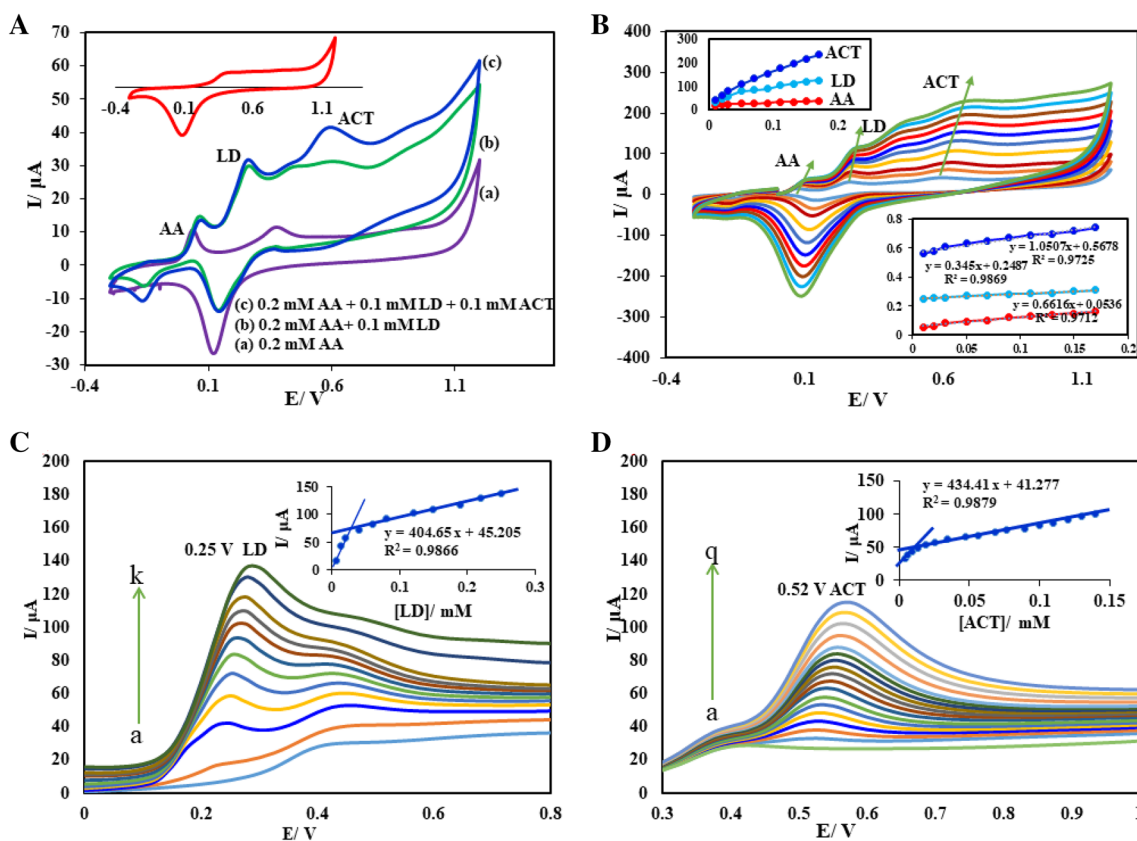 A
70
60
50
40
30
20
10
0
-10
-20
-30
I/ µA
-0.4
0.1
0.6
1.1
ACT
LD
AA
(c)
(b)
(a)
(c) 0.2 mM AA + 0.1 mM LD + 0.1 mM ACT
(b) 0.2 mM AA+ 0.1 mM LD
(a) 0.2 mM AA
-0.4
0.1
0.6
1.1
E/ V
B
400
300
200
100
0
-100
-200
-300
-400
I/ µA
300
200
100
0
0
0.1
0.2
ACT
LD
AA
ACT
LD
AA
0.8
0.6
0.4
0.2
0
y = 1.0507x + 0.5678
R² = 0.9725
y = 0.345x + 0.2487
R² = 0.9869
y = 0.6616x + 0.0536
R² = 0.9712
0
0.05
0.1
0.15
0.2
-0.4
0.1
0.6
1.1
E/ V
C
200
180
160
140
120
100
80
60
40
20
0
I/ µA
0.25 V LD
k
a
150
100
50
0
I/ µA
y = 404.65x + 45.205
R² = 0.9866
0
0.1
0.2
0.3
[LD]/ mM
0
0.2
0.4
0.6
0.8
E/ V
D
200
180
160
140
120
100
80
60
40
20
0
I/ µA
q
a
0.52 V ACT
150
100
50
0
I/ µA
y = 434.41x + 41.277
R² = 0.9879
0
0.05
0.1
0.15
[ACT]/ mM
0.3
0.4
0.5
0.6
0.7
0.8
0.9
1
E/ V